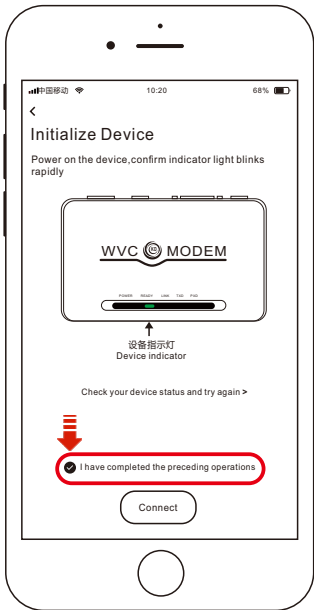 中国移动 10:20 68%
<
Initialize Device
Power on the device,confirm indicator light blinks
rapidly
WVC MODEM
POWER READY LINK TAG PAD
设备指示灯
Device indicator
Check your device status and try again >
I have completed the preceding operations
Connect